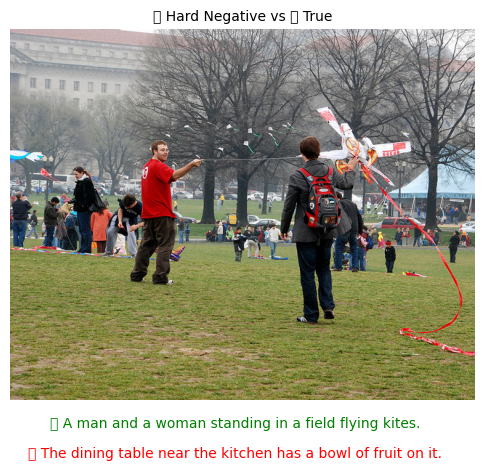 ▯ Hard Negative vs ▯ True
▯ A man and a woman standing in a field flying kites.
▯ The dining table near the kitchen has a bowl of fruit on it.